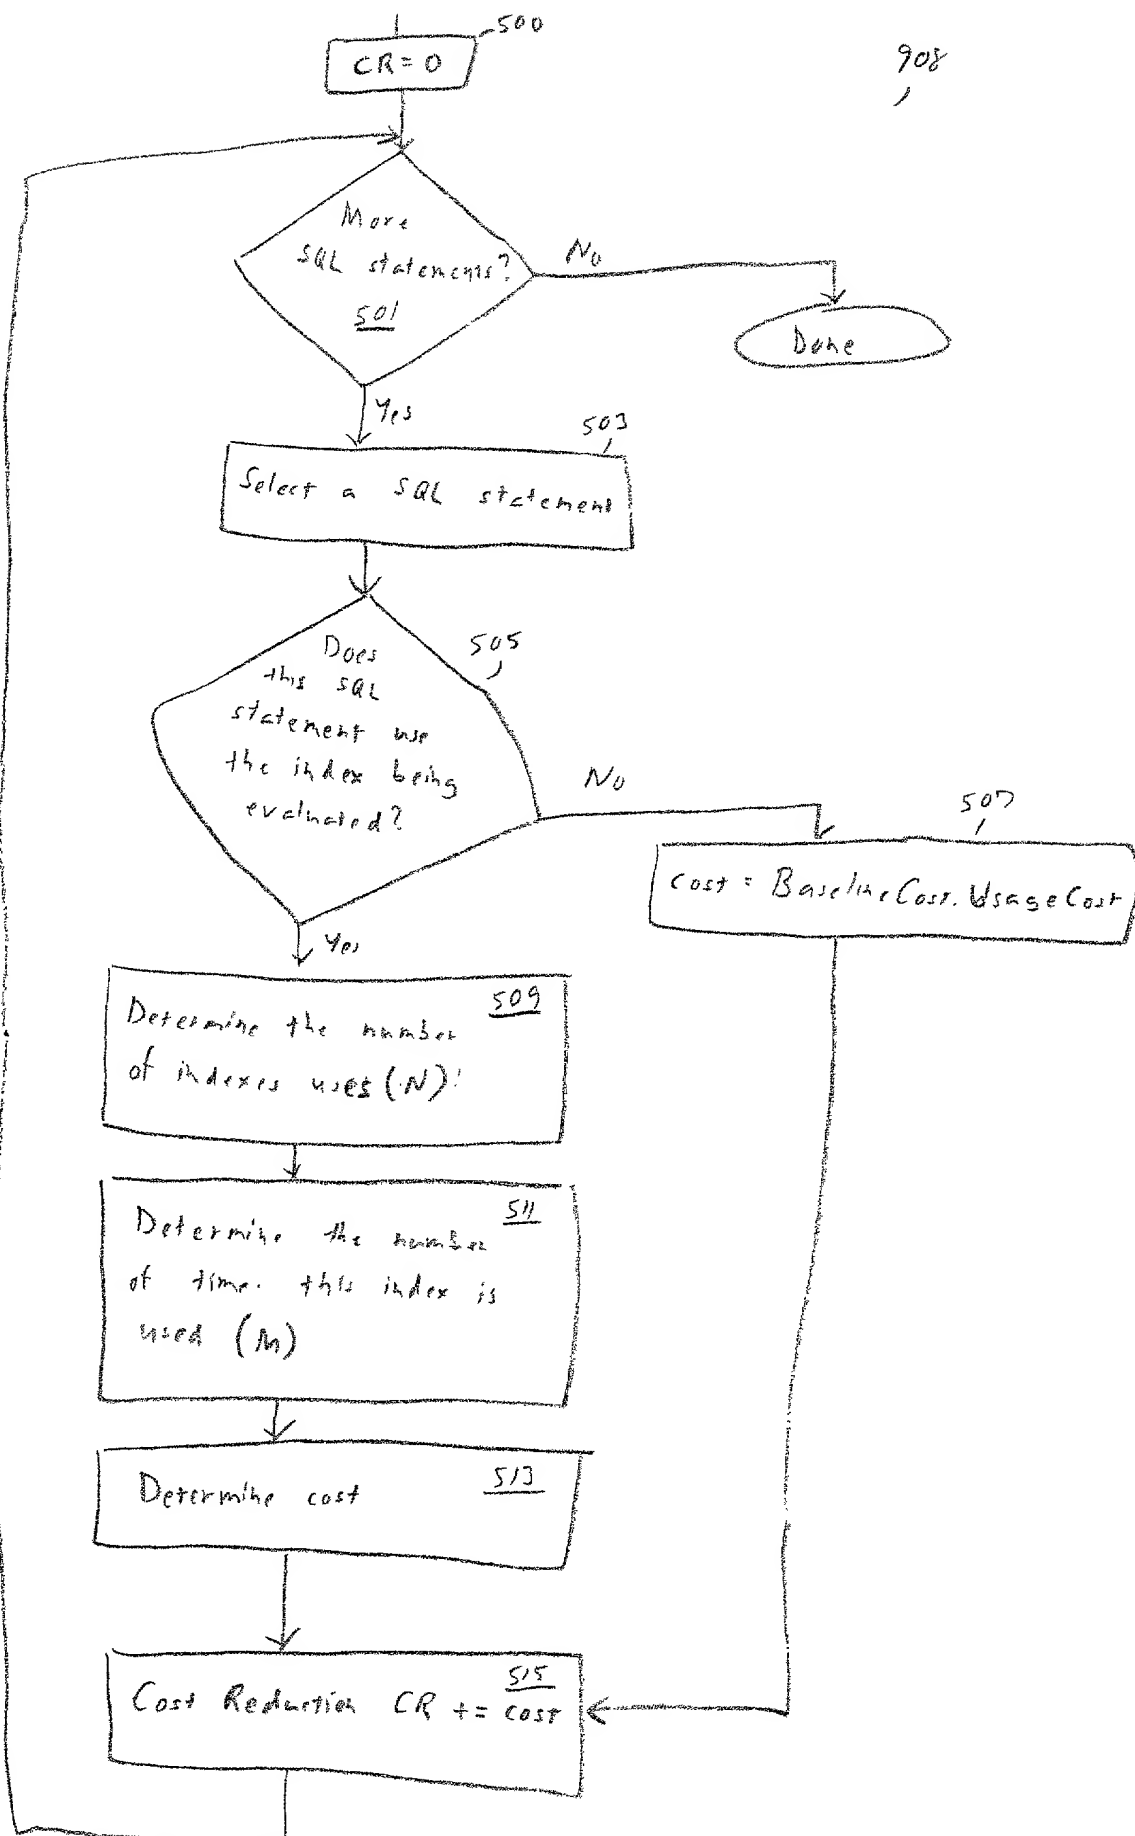 500
CR = 0
908
More
SQL statements?
501
No
Done
Yes
503
Select a SQL statement
Does
this SQL
statement use
the index being
evaluated?
505
No
507
cost = BaselineCost. UsageCost
Yes
509
Determine the number
of indexes uses (N)
511
Determine the number
of time. this index is
used (M)
Determine cost 513
515
Cost Reduction CR += cost